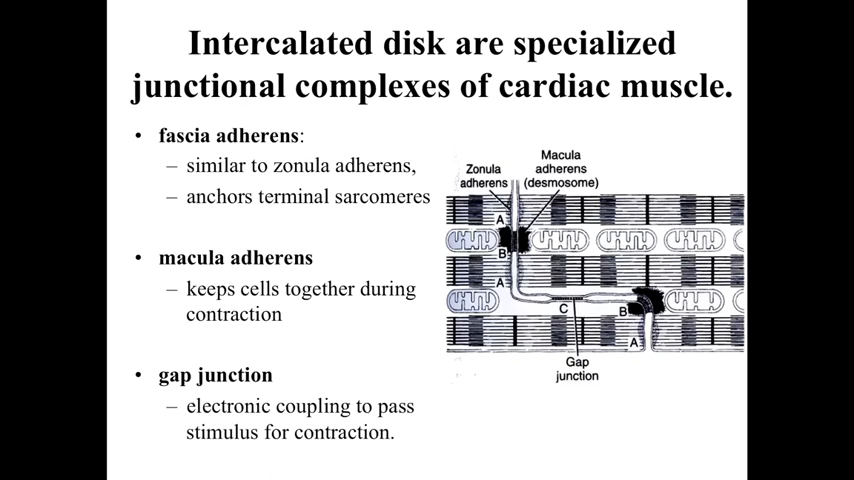 Intercalated disk are specialized
junctional complexes of cardiac muscle.
• fascia adherens:
– similar to zonula adherens,
– anchors terminal sarcomeres
• macula adherens
– keeps cells together during
contraction
• gap junction
– electronic coupling to pass
stimulus for contraction.
Zonula
adherens
Macula
adherens
(desmosome)
A
B
A
C
B
A
Gap
junction